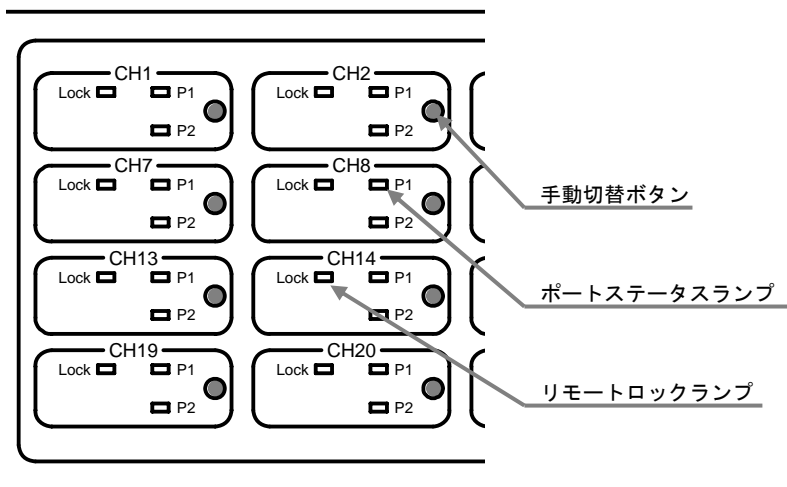 CH1 CH2
Lock P1 Lock P1
P2 P2
CH7 CH8
Lock P1 Lock P1
P2 P2
手動切替ボタン
CH13 CH14
Lock P1 Lock P1
P2 P2
ポートステータスランプ
CH19 CH20
Lock P1 Lock P1
P2 P2
リモートロックランプ